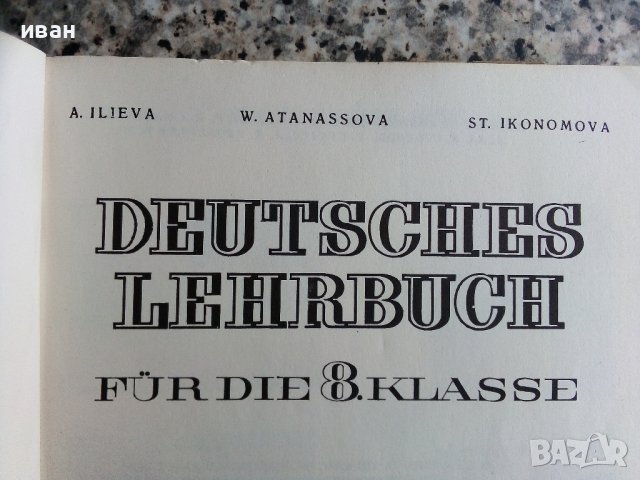 иван
A. ILIEVA W. ATANASSOVA ST. IKONOMOVA
DEUTSCHES
LEHRBUCH
FÜR DIE 8. KLASSE
BAZAR